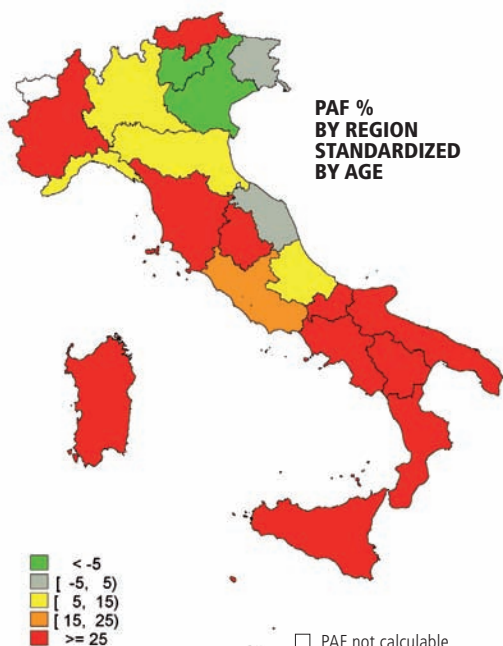 PAF %
BY REGION
STANDARDIZED
BY AGE
< -5
[ -5, 5)
[ 5, 15)
[ 15, 25)
>= 25
PAF not calculable